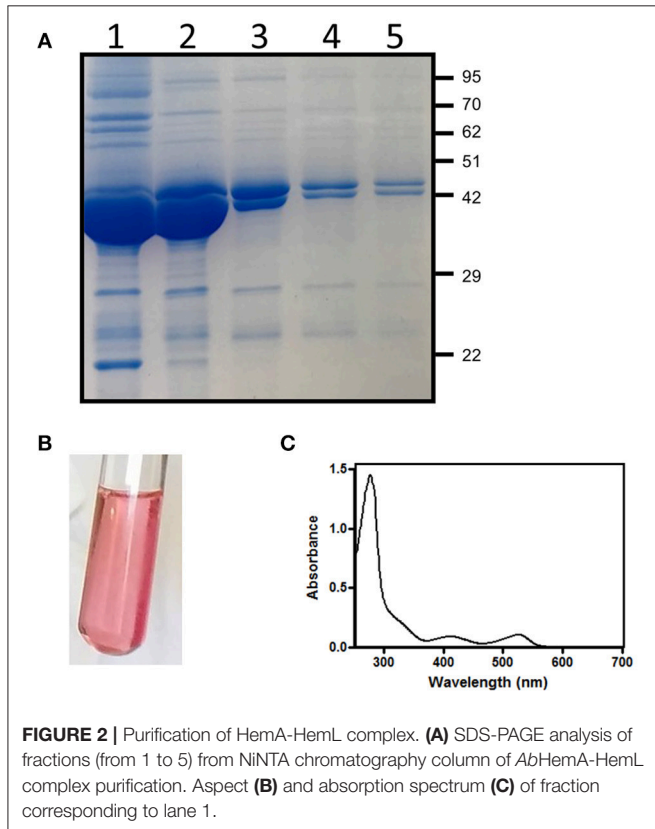 A
1 2 3 4 5
95
70
62
51
42
29
22
B
C
1.5
1.0
0.5
0.0
Absorbance
300 400 500 600 700
Wavelength (nm)
FIGURE 2 | Purification of HemA-HemL complex. (A) SDS-PAGE analysis of
fractions (from 1 to 5) from NiNTA chromatography column of AbHemA-HemL
complex purification. Aspect (B) and absorption spectrum (C) of fraction
corresponding to lane 1.